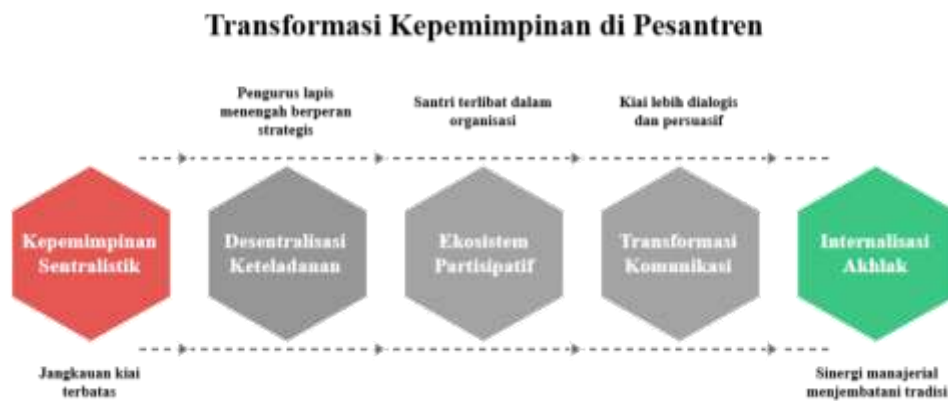 Transformasi Kepemimpinan di Pesantren
Pengurus lapis
menengah berperan
strategis
Santri terlibat dalam
organisasi
Kiai lebih dialogis
dan persuasif
Kepemimpinan
Sentralistik
Desentralisasi
Keteladanan
Ekosistem
Partisipatif
Transformasi
Komunikasi
Internalisasi
Akhlak
Jangkauan kiai
terbatas
Sinergi manajerial
menjembatani tradisi